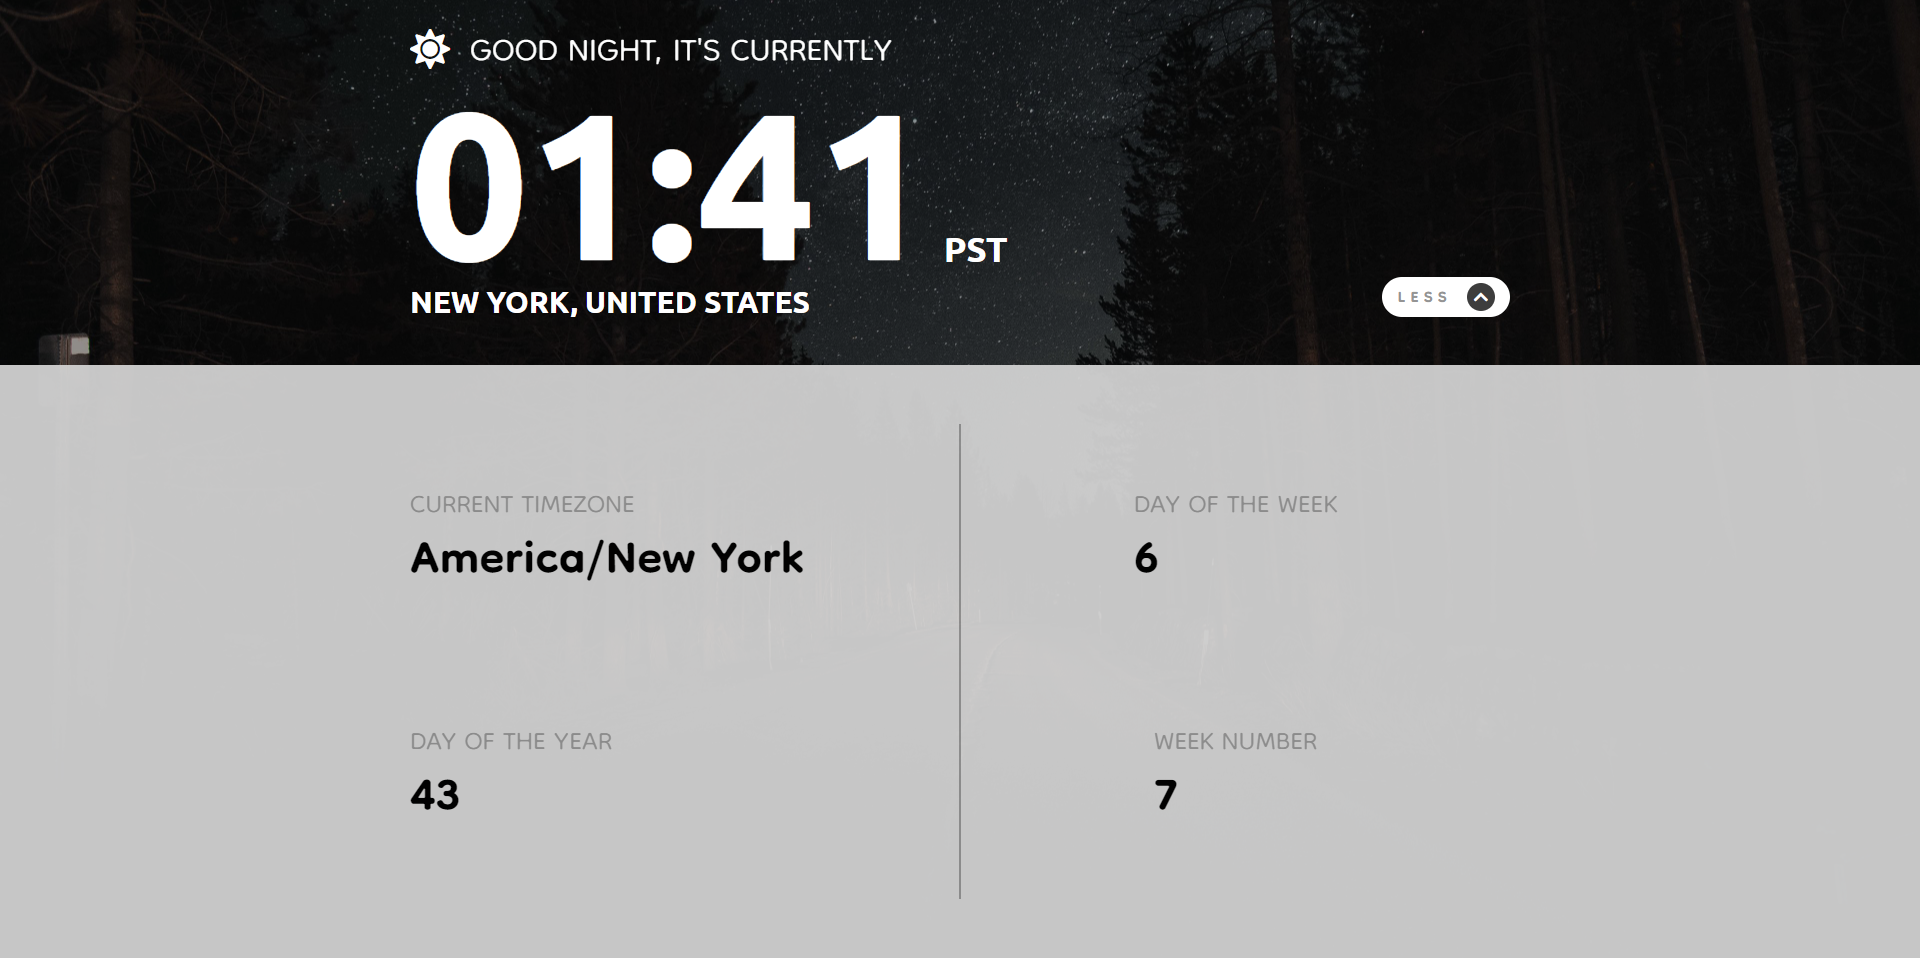 GOOD NIGHT, IT'S CURRENTLY
01:41 PST
NEW YORK, UNITED STATES
LESS
CURRENT TIMEZONE
America/New York
DAY OF THE WEEK
6
DAY OF THE YEAR
43
WEEK NUMBER
7